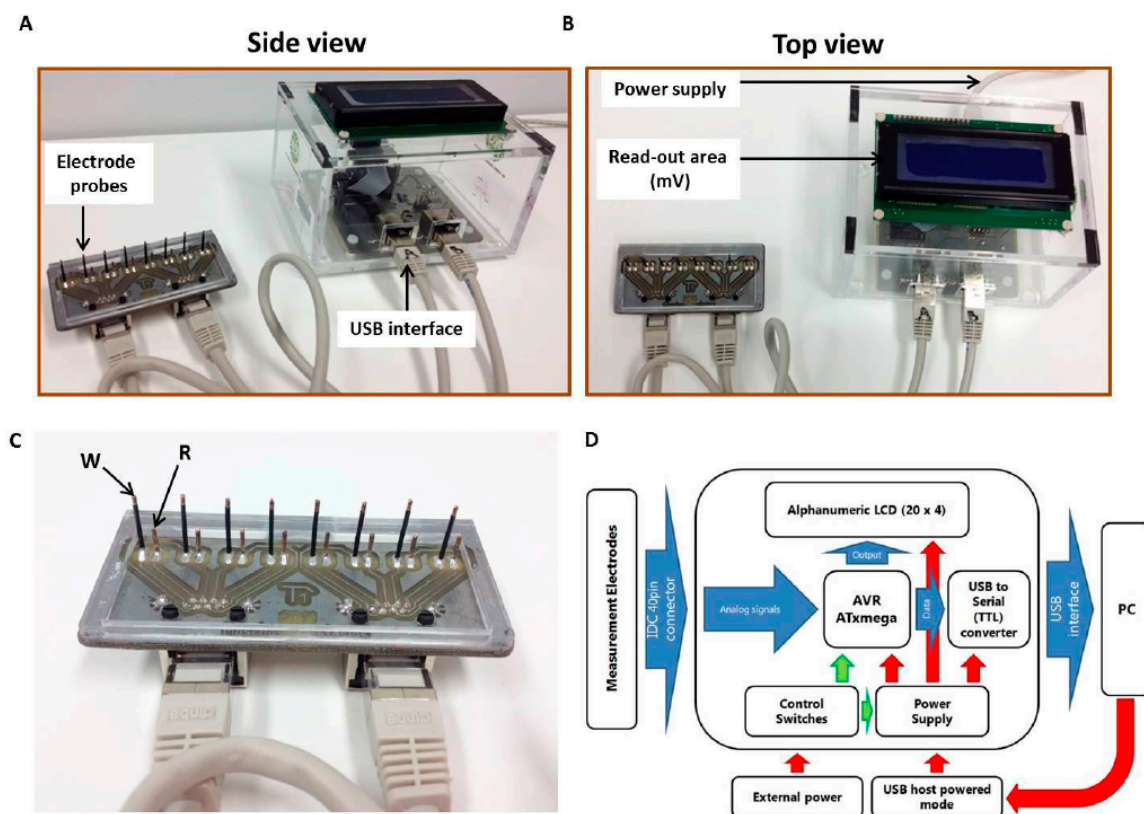 A
Side view
Electrode
probes
USB interface
A
B
B
Top view
Power supply
Read-out area
(mV)
A
B
C
W
R
equip
equip
D
Measurement Electrodes
IDC 40pin
connector
Analog signals
Alphanumeric LCD (20 x 4)
Output
AVR
ATxmega
Data
USB to
Serial
(TTL)
converter
Control
Switches
Power
Supply
External power
USB host powered
mode
USB
interface
PC